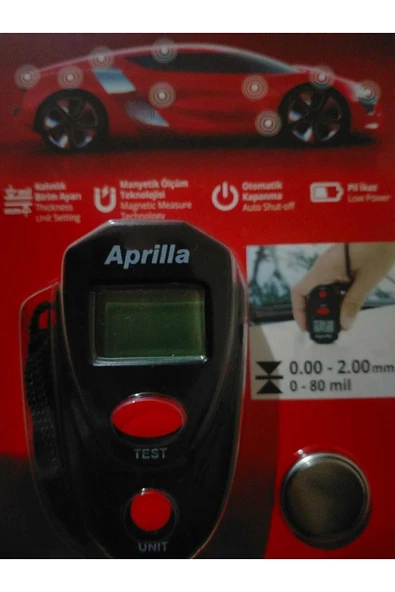 mil
Kalınlık
Birim Ayarı
Thickness
Unit Setting
Manyetik Ölçüm
Teknolojisi
Magnetic Measure
Technology
Otomatik
Kapanma
Auto Shut-off
Pil İkazı
Low Power
Aprilla
0.00 - 2.00mm
0 - 80 mil
TEST
UNIT